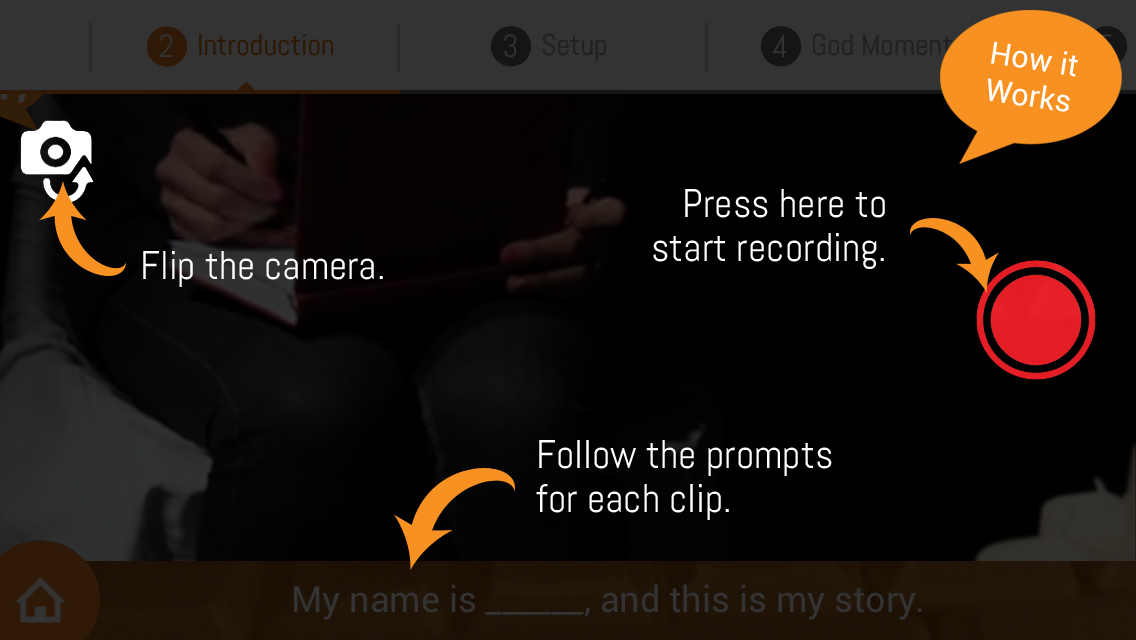 2 Introduction
3 Setup
4 God Moment
How it
Works
Press here to
start recording.
Flip the camera.
Follow the prompts
for each clip.
My name is ______, and this is my story.